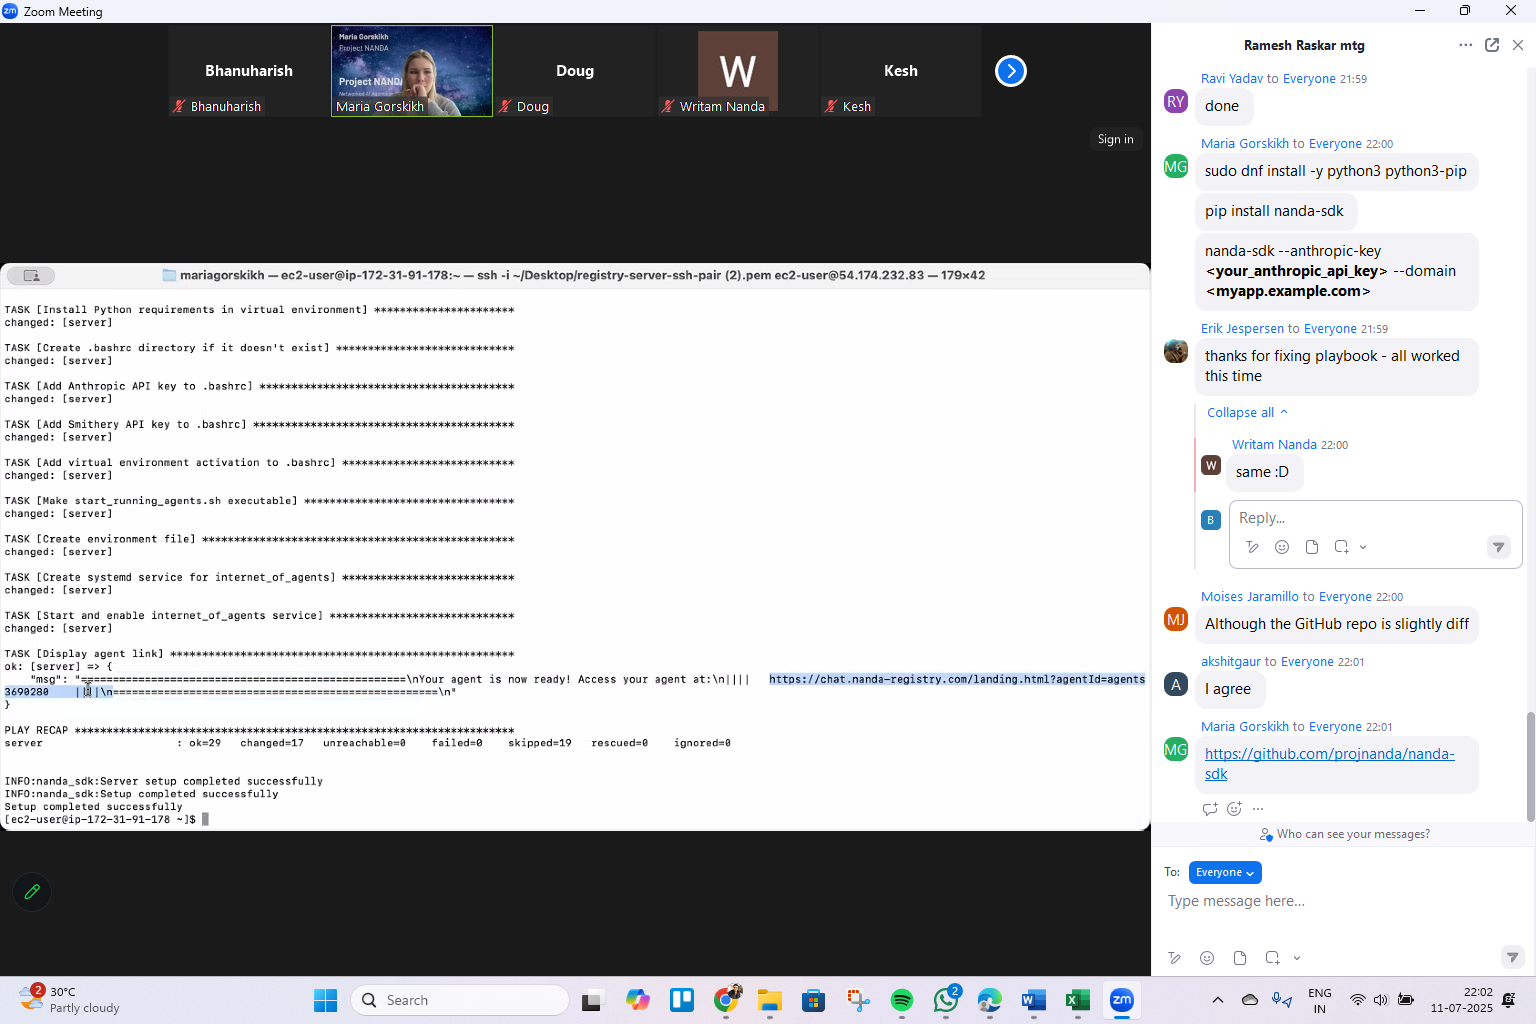 zm Zoom Meeting
Bhanuharish
Bhanuharish
Maria Gorskikh
Project NANDA
Project NANDA
Maria Gorskikh
Doug
Doug
W
Writam Nanda
Kesh
Kesh
Sign in
mariagorskikh — ec2-user@ip-172-31-91-178:~ — ssh -i ~/Desktop/registry-server-ssh-pair (2).pem ec2-user@54.174.232.83 — 179×42
TASK [Install Python requirements in virtual environment] **********************
changed: [server]
TASK [Create .bashrc directory if it doesn't exist] ****************************
changed: [server]
TASK [Add Anthropic API key to .bashrc] ****************************************
changed: [server]
TASK [Add Smithery API key to .bashrc] *****************************************
changed: [server]
TASK [Add virtual environment activation to .bashrc] ***************************
changed: [server]
TASK [Make start_running_agents.sh executable] *********************************
changed: [server]
TASK [Create environment file] *************************************************
changed: [server]
TASK [Create systemd service for internet_of_agents] ***************************
changed: [server]
TASK [Start and enable internet_of_agents service] *****************************
changed: [server]
TASK [Display agent link] ******************************************************
ok: [server] => {
"msg": "===================================================\nYour agent is now ready! Access your agent at:\n|||| https://chat.nanda-registry.com/landing.html?agentId=agents
3690280 ||||\n===================================================\n"
}
PLAY RECAP *********************************************************************
server : ok=29 changed=17 unreachable=0 failed=0 skipped=19 rescued=0 ignored=0
INFO:nanda_sdk:Server setup completed successfully
INFO:nanda_sdk:Setup completed successfully
Setup completed successfully
[ec2-user@ip-172-31-91-178 ~]$
Ramesh Raskar mtg
Ravi Yadav to Everyone 21:59
RY
done
Maria Gorskikh to Everyone 22:00
MG
sudo dnf install -y python3 python3-pip
pip install nanda-sdk
nanda-sdk --anthropic-key
<your_anthropic_api_key> --domain
<myapp.example.com>
Erik Jespersen to Everyone 21:59
thanks for fixing playbook - all worked
this time
Collapse all
Writam Nanda 22:00
W
same :D
B
Reply...
Moises Jaramillo to Everyone 22:00
MJ
Although the GitHub repo is slightly diff
akshitgaur to Everyone 22:01
A
I agree
Maria Gorskikh to Everyone 22:01
MG
https://github.com/projnanda/nanda-
sdk
Who can see your messages?
To: Everyone
Type message here...
2
30°C
Partly cloudy
Search
2
zm
ENG
IN
22:02
11-07-2025